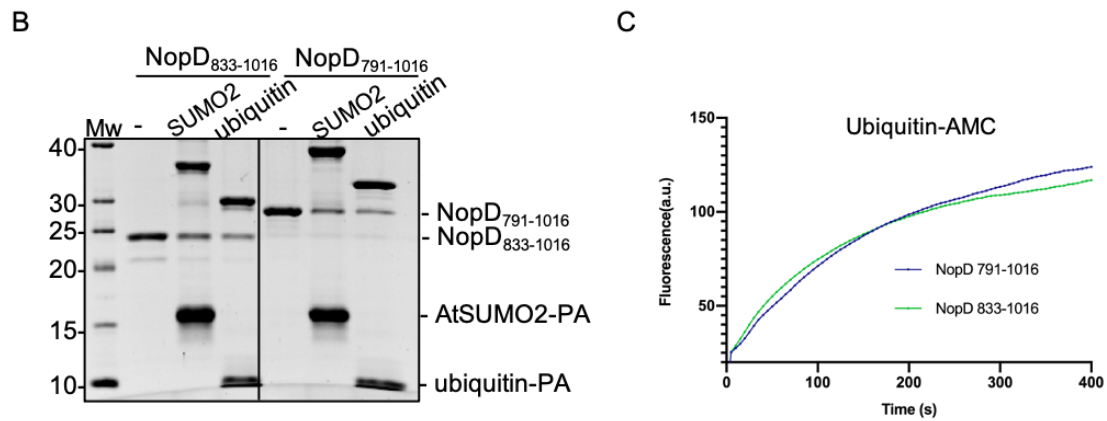 B
NopD833-1016 NopD791-1016
Mw - SUMO2 ubiquitin - SUMO2 ubiquitin
40
30
25
20
15
10
NopD791-1016
NopD833-1016
AtSUMO2-PA
ubiquitin-PA
C
Ubiquitin-AMC
Fluorescence(a.u.)
150
100
50
NopD 791-1016
NopD 833-1016
0 100 200 300 400
Time (s)